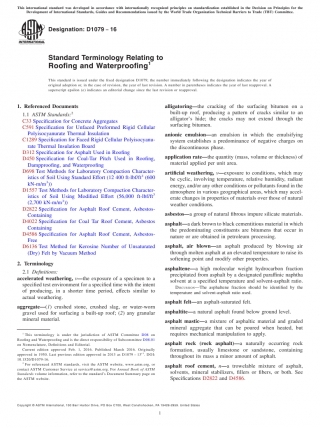 This international standard was developed in accordance with internationally recognized principles on standardization established in the Decision on Principles for the
Development of International Standards, Guides and Recommendations issued by the World Trade Organization Technical Barriers to Trade (TBT) Committee.
Designation: D1079 − 16
Standard Terminology Relating to
Roofing and Waterproofing¹
This standard is issued under the fixed designation D1079; the number immediately following the designation indicates the year of
original adoption or, in the case of revision, the year of last revision. A number in parentheses indicates the year of last reapproval. A
superscript epsilon (ε) indicates an editorial change since the last revision or reapproval.
1. Referenced Documents
1.1 ASTM Standards:²
C33 Specification for Concrete Aggregates
C591 Specification for Unfaced Preformed Rigid Cellular
Polyisocyanurate Thermal Insulation
C1289 Specification for Faced Rigid Cellular Polyisocyanu-
rate Thermal Insulation Board
D312 Specification for Asphalt Used in Roofing
D450 Specification for Coal-Tar Pitch Used in Roofing,
Dampproofing, and Waterproofing
D698 Test Methods for Laboratory Compaction Character-
istics of Soil Using Standard Effort (12 400 ft-lbf/ft³ (600
kN-m/m³))
D1557 Test Methods for Laboratory Compaction Character-
istics of Soil Using Modified Effort (56,000 ft-lbf/ft³
(2,700 kN-m/m³))
D2822 Specification for Asphalt Roof Cement, Asbestos-
Containing
D4022 Specification for Coal Tar Roof Cement, Asbestos
Containing
D4586 Specification for Asphalt Roof Cement, Asbestos-
Free
D6136 Test Method for Kerosine Number of Unsaturated
(Dry) Felt by Vacuum Method
2. Terminology
2.1 Definitions:
accelerated weathering, n—the exposure of a specimen to a
specified test environment for a specified time with the intent
of producing, in a shorter time period, effects similar to
actual weathering.
aggregate—(1) crushed stone, crushed slag, or water-worn
gravel used for surfacing a built-up roof; (2) any granular
mineral material.
¹ This terminology is under the jurisdiction of ASTM Committee D08 on
Roofing and Waterproofing and is the direct responsibility of Subcommittee D08.01
on Nomenclature, Definitions and Editorial.
Current edition approved Feb. 1, 2016. Published March 2016. Originally
² For referenced ASTM standards, visit the ASTM website, www.astm.org, or
contact ASTM Customer Service at service@astm.org. For Annual Book of ASTM
Standards volume information, refer to the standard's Document Summary page on
the ASTM website.
alligatoring—the cracking of the surfacing bitumen on a
built-up roof, producing a pattern of cracks similar to an
alligator's hide; the cracks may not extend through the
surfacing bitumen.
anionic emulsion—an emulsion in which the emulsifying
system establishes a predominance of negative charges on
the discontinuous phase.
application rate—the quantity (mass, volume or thickness) of
material applied per unit area.
artificial weathering, n—exposure to conditions, which may
be cyclic, involving temperature, relative humidity, radiant
energy, and/or any other conditions or pollutants found in the
atmosphere in various geographical areas, which may accel-
erate changes in properties of materials over those of natural
weather conditions.
asbestos—a group of natural fibrous impure silicate materials.
asphalt—a dark brown to black cementitious material in which
the predominating constituents are bitumens that occur in
nature or are obtained in petroleum processing.
asphalt, air blown—an asphalt produced by blowing air
through molten asphalt at an elevated temperature to raise its
softening point and modify other properties.
asphaltene—a high molecular weight hydrocarbon fraction
precipitated from asphalt by a designated paraffinic naphtha
solvent at a specified temperature and solvent-asphalt ratio.
DISCUSSION—The asphaltene fraction should be identified by the
temperature and solvent-asphalt ratio used.
asphalt felt—an asphalt-saturated felt.
asphaltite—a natural asphalt found below ground level.
asphalt mastic—a mixture of asphaltic material and graded
mineral aggregate that can be poured when heated, but
requires mechanical manipulation to apply.
asphalt rock (rock asphalt)—a naturally occurring rock
formation, usually limestone or sandstone, containing
throughout its mass a minor amount of asphalt.
asphalt roof cement, n—a trowelable mixture of asphalt,
solvents, mineral stabilizers, fillers or fibers, or both. See
Specifications D2822 and D4586.
Copyright © ASTM International, 100 Barr Harbor Drive, PO Box C700, West Conshohocken, PA 19428-2959. United States
1